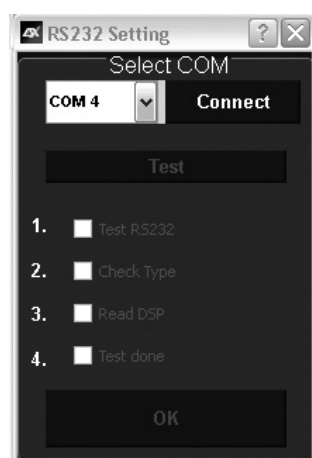 RS232 Setting
Select COM
COM 4 Connect
Test
1. Test RS232
2. Check Type
3. Read DSP
4. Test done
OK